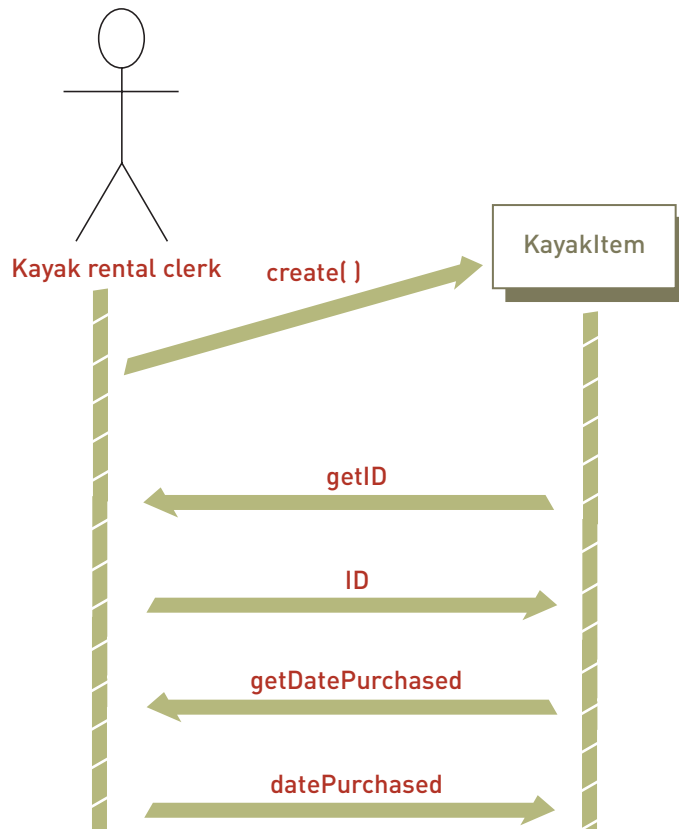 KayakItem
Kayak rental clerk
create( )
getID
ID
getDatePurchased
datePurchased